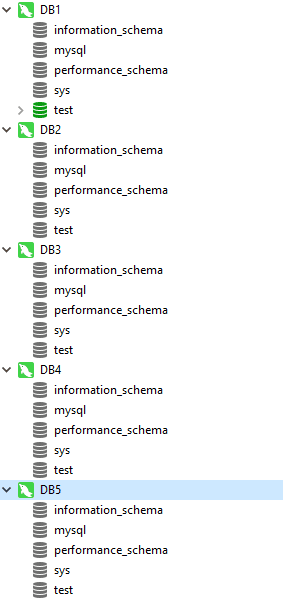 DB1
information_schema
mysql
performance_schema
sys
test
DB2
information_schema
mysql
performance_schema
sys
test
DB3
information_schema
mysql
performance_schema
sys
test
DB4
information_schema
mysql
performance_schema
sys
test
DB5
information_schema
mysql
performance_schema
sys
test